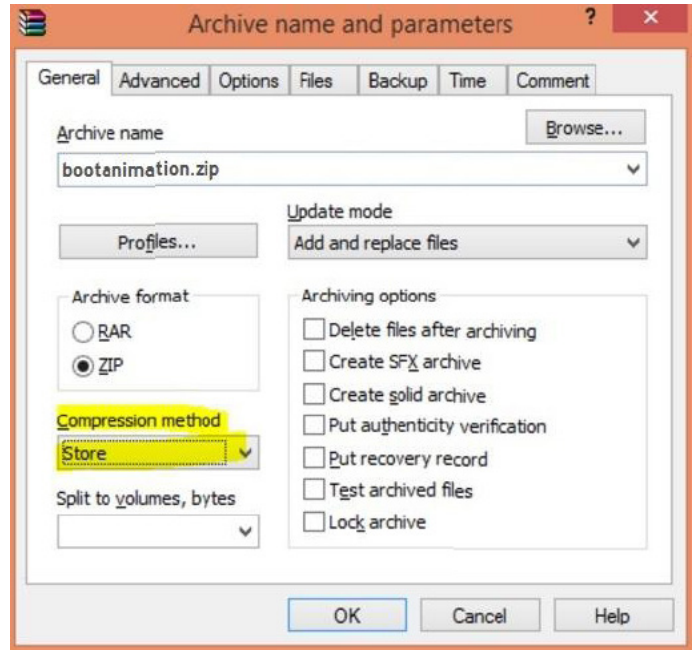 Archive name and parameters ? ×
General Advanced Options Files Backup Time Comment
Archive name
Browse...
bootanimation.zip
Profiles...
Update mode
Add and replace files
Archive format
RAR
ZIP
Compression method
Store
Split to volumes, bytes
Archiving options
Delete files after archiving
Create SFX archive
Create solid archive
Put authenticity verification
Put recovery record
Test archived files
Lock archive
OK Cancel Help